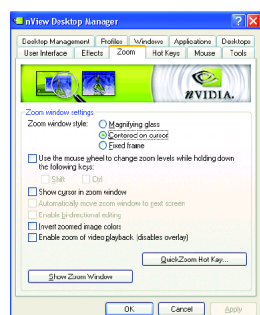 nView Desktop Manager
Desktop Management Profiles Windows Applications Desktops
User Interface Effects Zoom Hot Keys Mouse Tools
NVIDIA.
Zoom window settings
Zoom window style: Magnifying glass
Centered on cursor
Fixed frame
Use the mouse wheel to change zoom levels while holding down
the following keys:
Shift Ctrl
Show cursor in zoom window
Automatically move zoom window to next screen
Enable bi-directional editing
Invert zoomed image colors
Enable zoom of video playback (disables overlay)
QuickZoom Hot Key...
Show Zoom Window
OK Cancel Apply